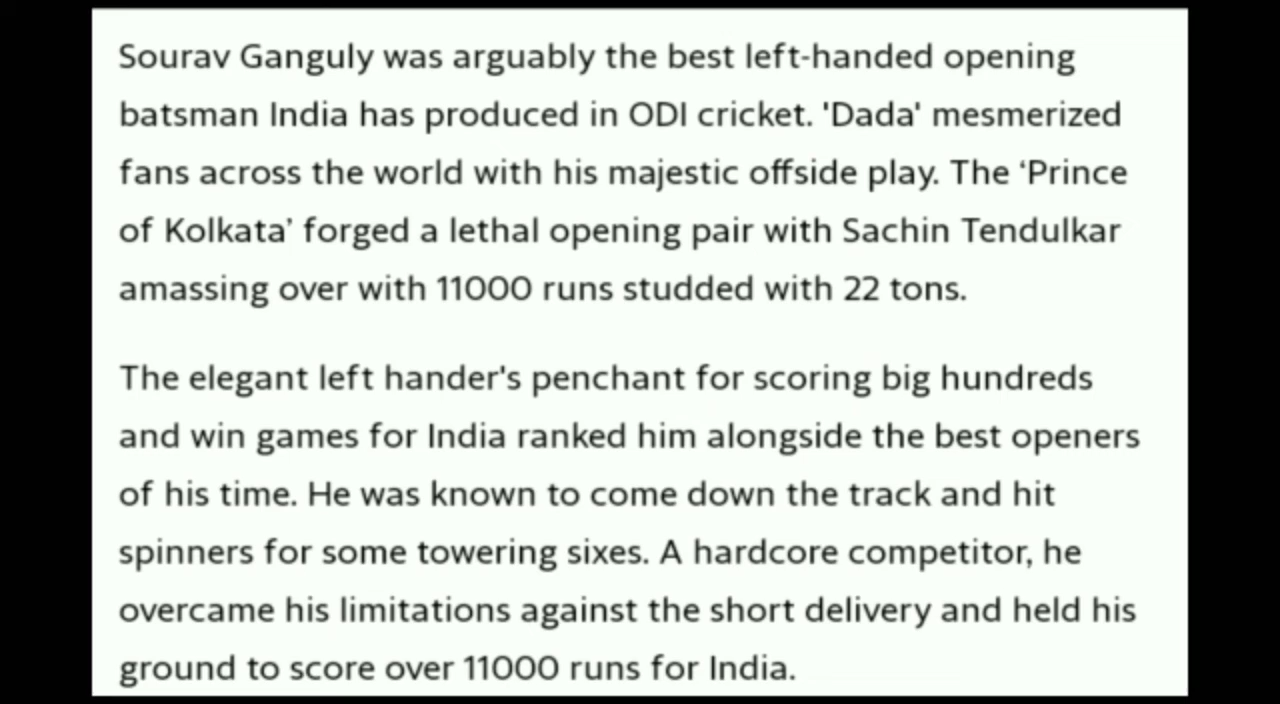 Sourav Ganguly was arguably the best left-handed opening
batsman India has produced in ODI cricket. 'Dada' mesmerized
fans across the world with his majestic offside play. The ‘Prince
of Kolkata’ forged a lethal opening pair with Sachin Tendulkar
amassing over with 11000 runs studded with 22 tons.
The elegant left hander's penchant for scoring big hundreds
and win games for India ranked him alongside the best openers
of his time. He was known to come down the track and hit
spinners for some towering sixes. A hardcore competitor, he
overcame his limitations against the short delivery and held his
ground to score over 11000 runs for India.